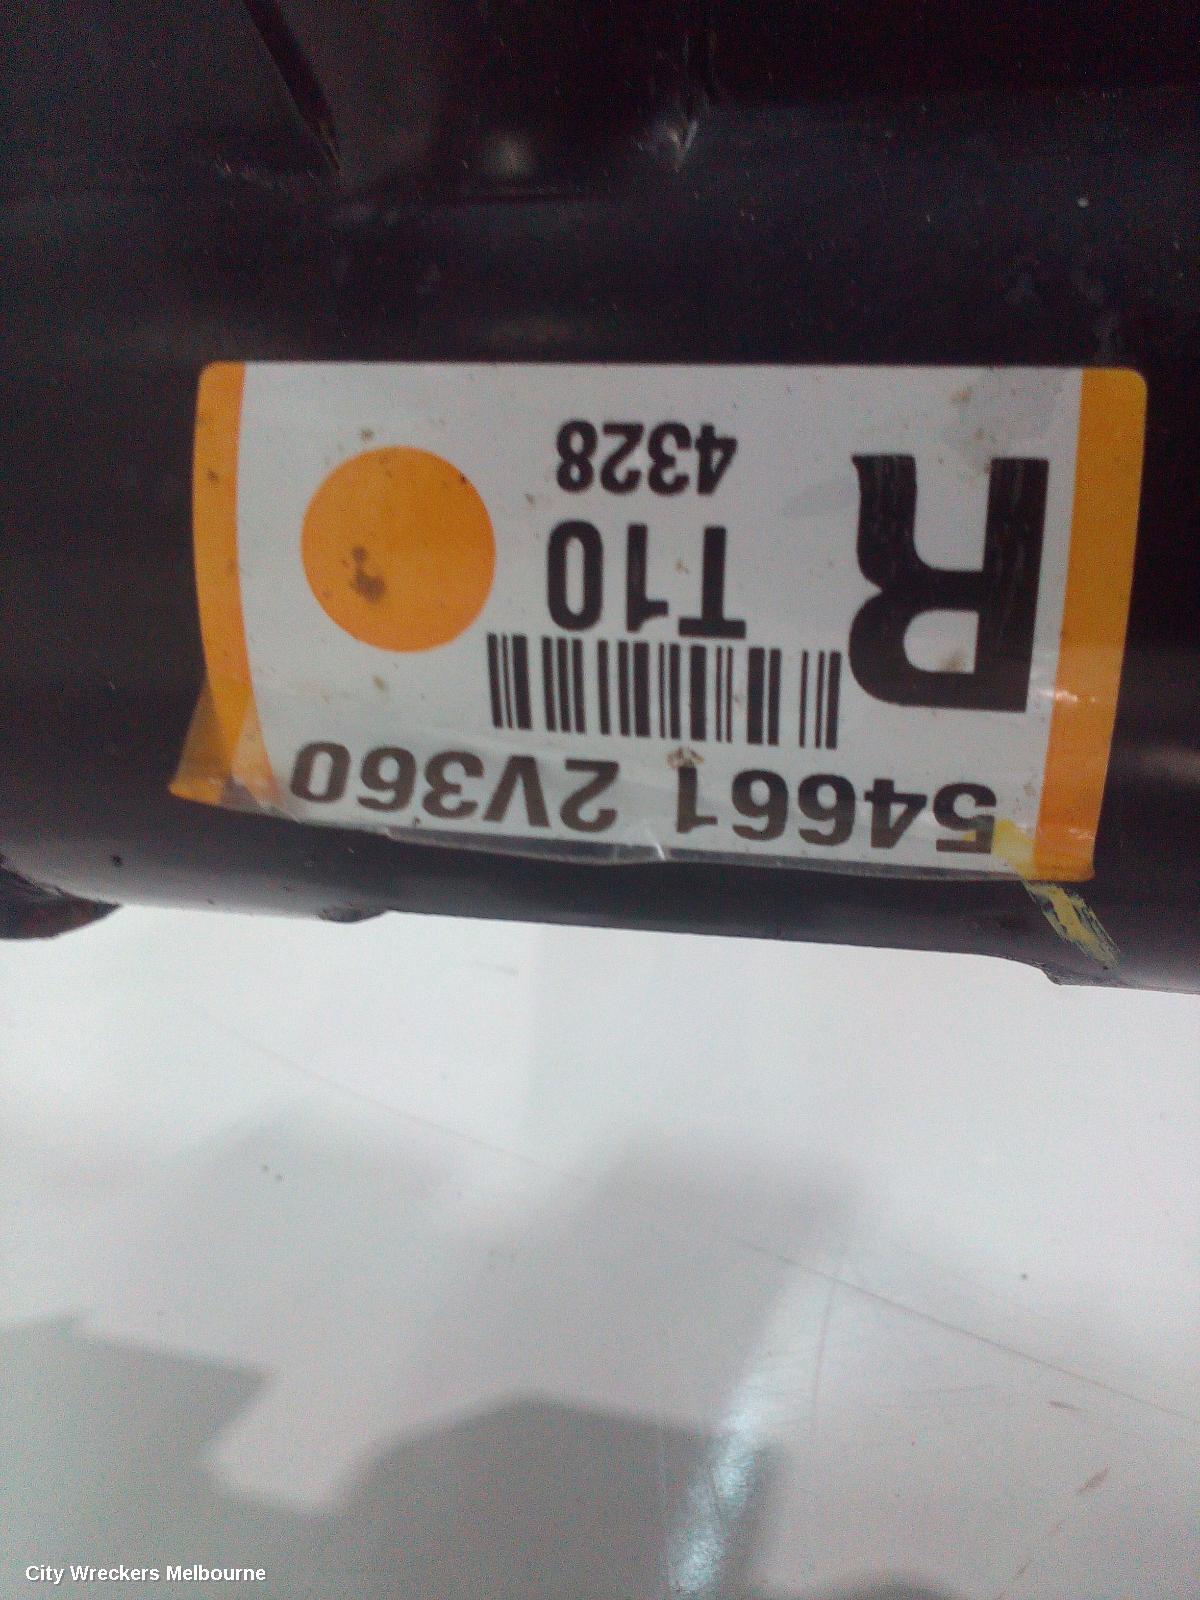 54661 2V360
R
T10
4328
City Wreckers Melbourne